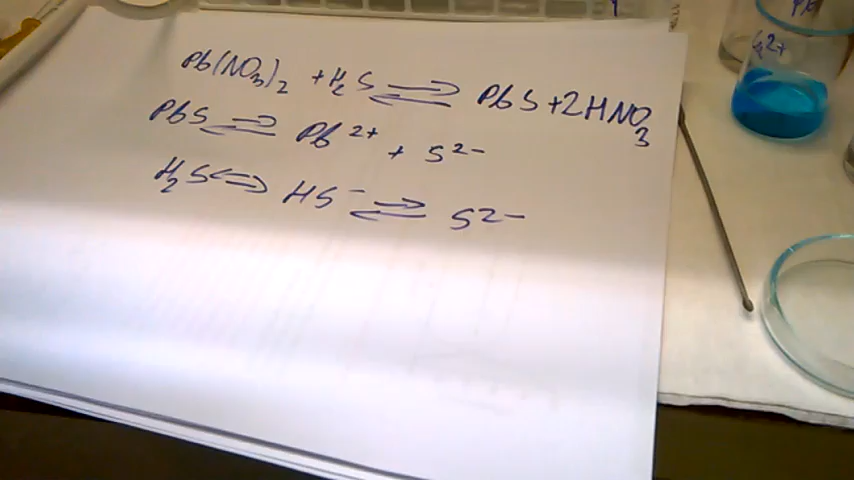 Pb(NO₃)₂ + H₂S ⇌ PbS + 2HNO₃
PbS ⇌ Pb²⁺ + S²⁻
H₂S ⇌ HS⁻ ⇌ S²⁻